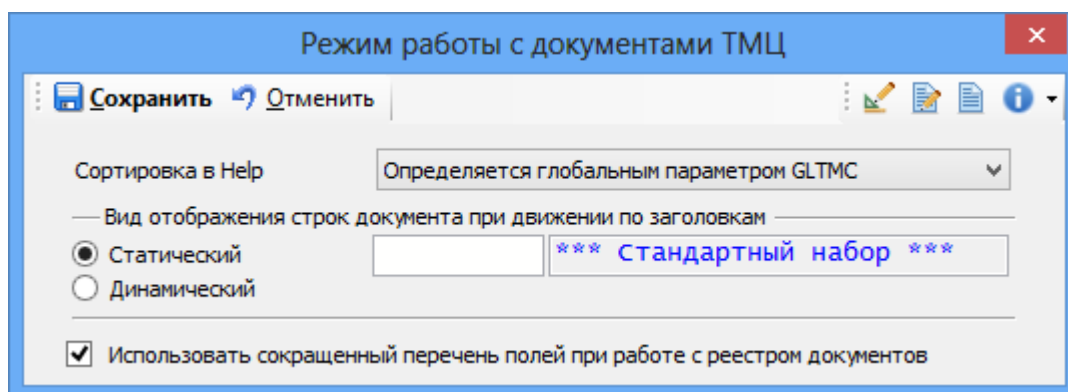 Режим работы с документами ТМЦ
Сохранить Отменить
Сортировка в Help Определяется глобальным параметром GLTMC
Вид отображения строк документа при движении по заголовкам
Статический *** Стандартный набор ***
Динамический
Использовать сокращенный перечень полей при работе с реестром документов